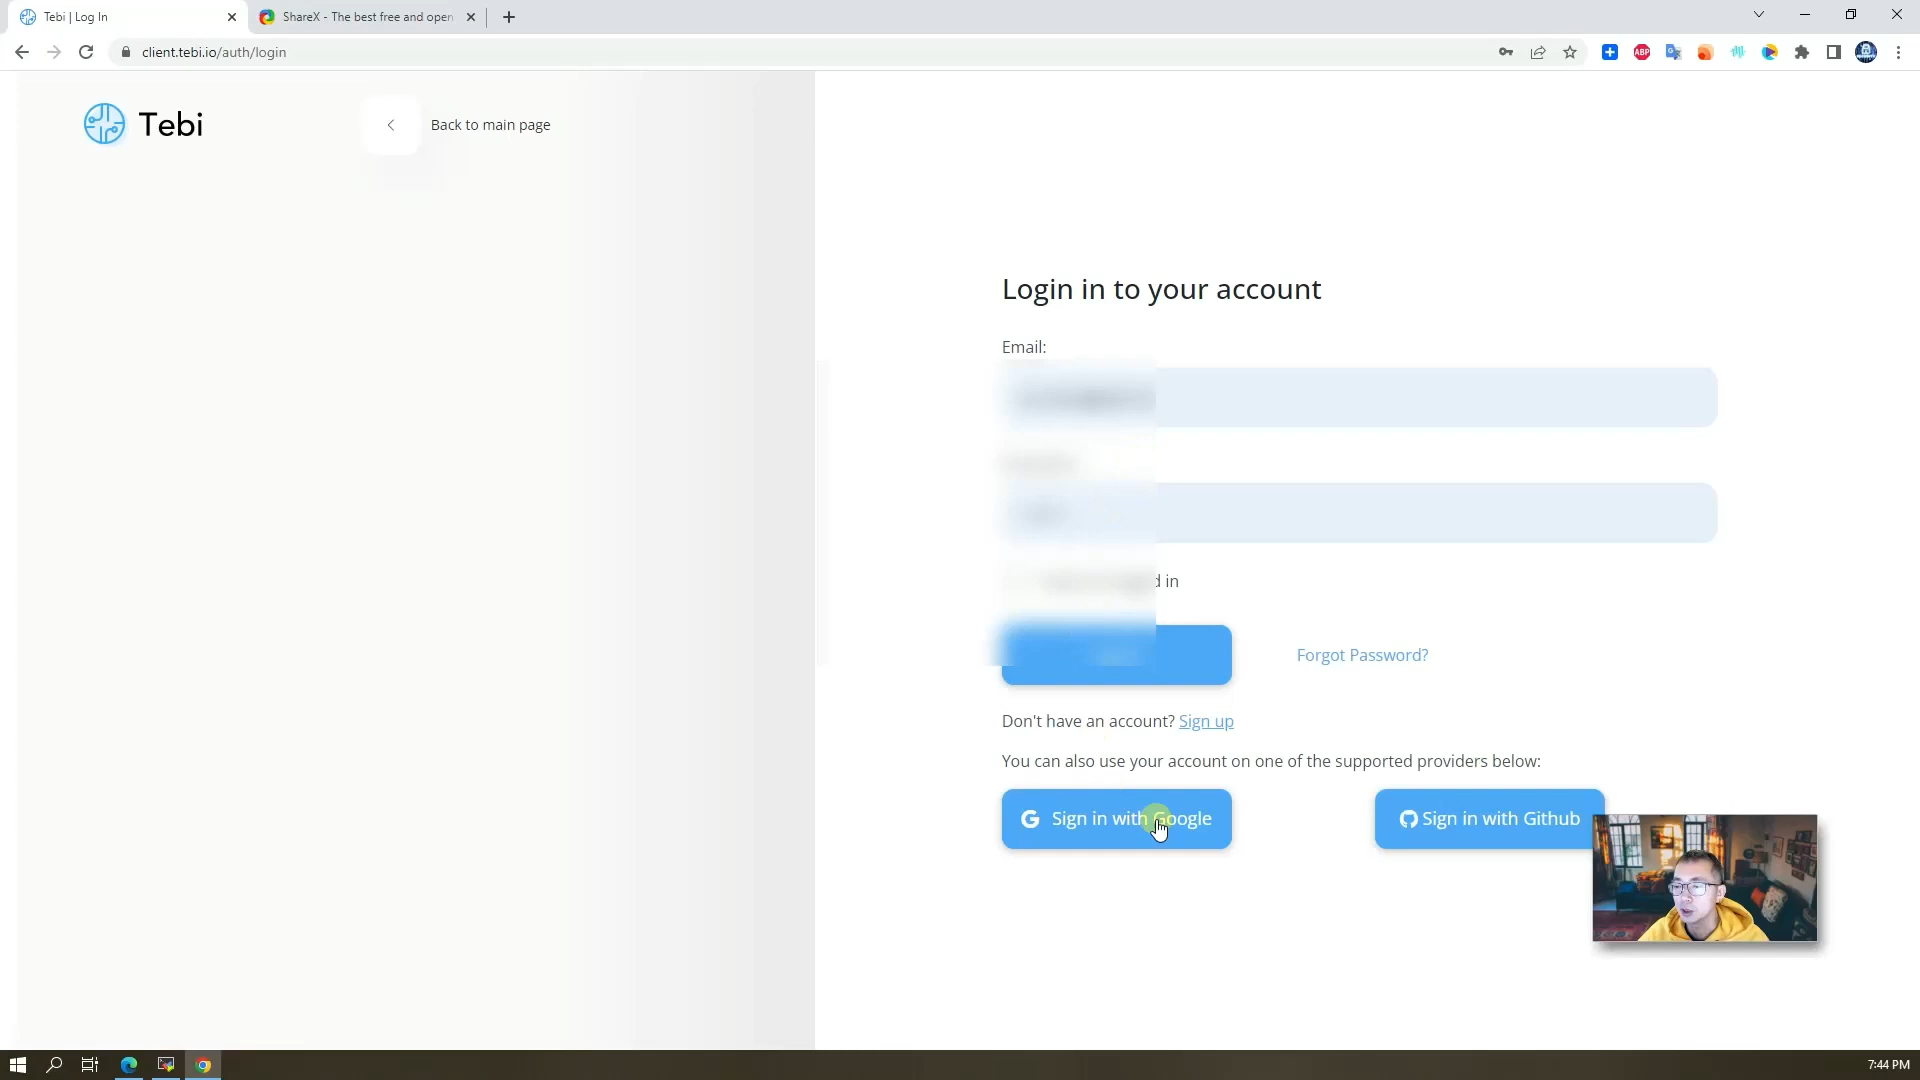 Tebi | Log In
ShareX - The best free and open
client.tebi.io/auth/login
ABP
Tebi
Back to main page
Login in to your account
Email:
d in
Forgot Password?
Don't have an account? Sign up
You can also use your account on one of the supported providers below:
G Sign in with Google
Sign in with Github
7:44 PM